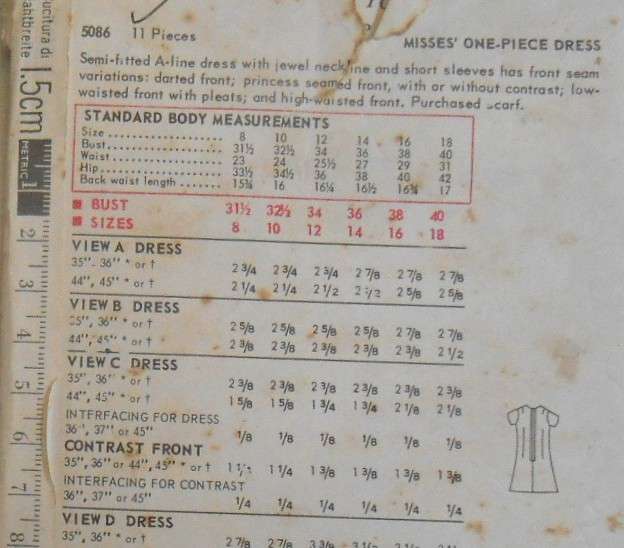 ucitura di
ahtbreite
1.5cm
METRIC
1
2
3
4
5
6
7
8
5086 11 Pieces
MISSES' ONE-PIECE DRESS
Semi-fitted A-line dress with jewel neckline and short sleeves has front seam
variations: darted front; princess seamed front, with or without contrast; low-
waisted front with pleats; and high-waisted front. Purchased scarf.
STANDARD BODY MEASUREMENTS
Size .................... 8 10 12 14 16 18
Bust.................... 31½ 32½ 34 36 38 40
Waist.................... 23 24 25½ 27 29 31
Hip.................... 33½ 34½ 36 38 40 42
Back waist length ....... 15¾ 16 16¼ 16½ 16¾ 17
BUST 31½ 32½ 34 36 38 40
SIZES 8 10 12 14 16 18
VIEW A DRESS
35"- 36" * or † 2 3/4 2 3/4 2 3/4 2 7/8 2 7/8 2 7/8
44", 45" * or † 2 1/4 2 1/4 2 1/2 2 1/2 2 5/8 2 5/8
VIEW B DRESS
35", 36" * or † 2 5/8 2 5/8 2 5/8 2 5/8 2 7/8 2 7/8
44", 45" * or † 2 3/8 2 3/8 2 3/8 2 3/8 2 3/8 2 1/2
VIEW C DRESS
35", 36" * or † 2 3/8 2 3/8 2 3/8 2 3/8 2 3/8
44", 45" * or † 1 5/8 1 5/8 1 3/4 1 3/4 2 1/8 2 1/8
INTERFACING FOR DRESS
36", 37" or 45" 1/8 1/8 1/8 1/8 1/8 1/8
CONTRAST FRONT
35", 36" or 44", 45" * or † 1 1/4 1 3/8 1 3/8 1 3/8 1 3/8
INTERFACING FOR CONTRAST
36", 37" or 45" 1/4 1/4 1/4 1/4 1/4 1/4
VIEW D DRESS
35", 36" * or † 2 7/8 2 7/8